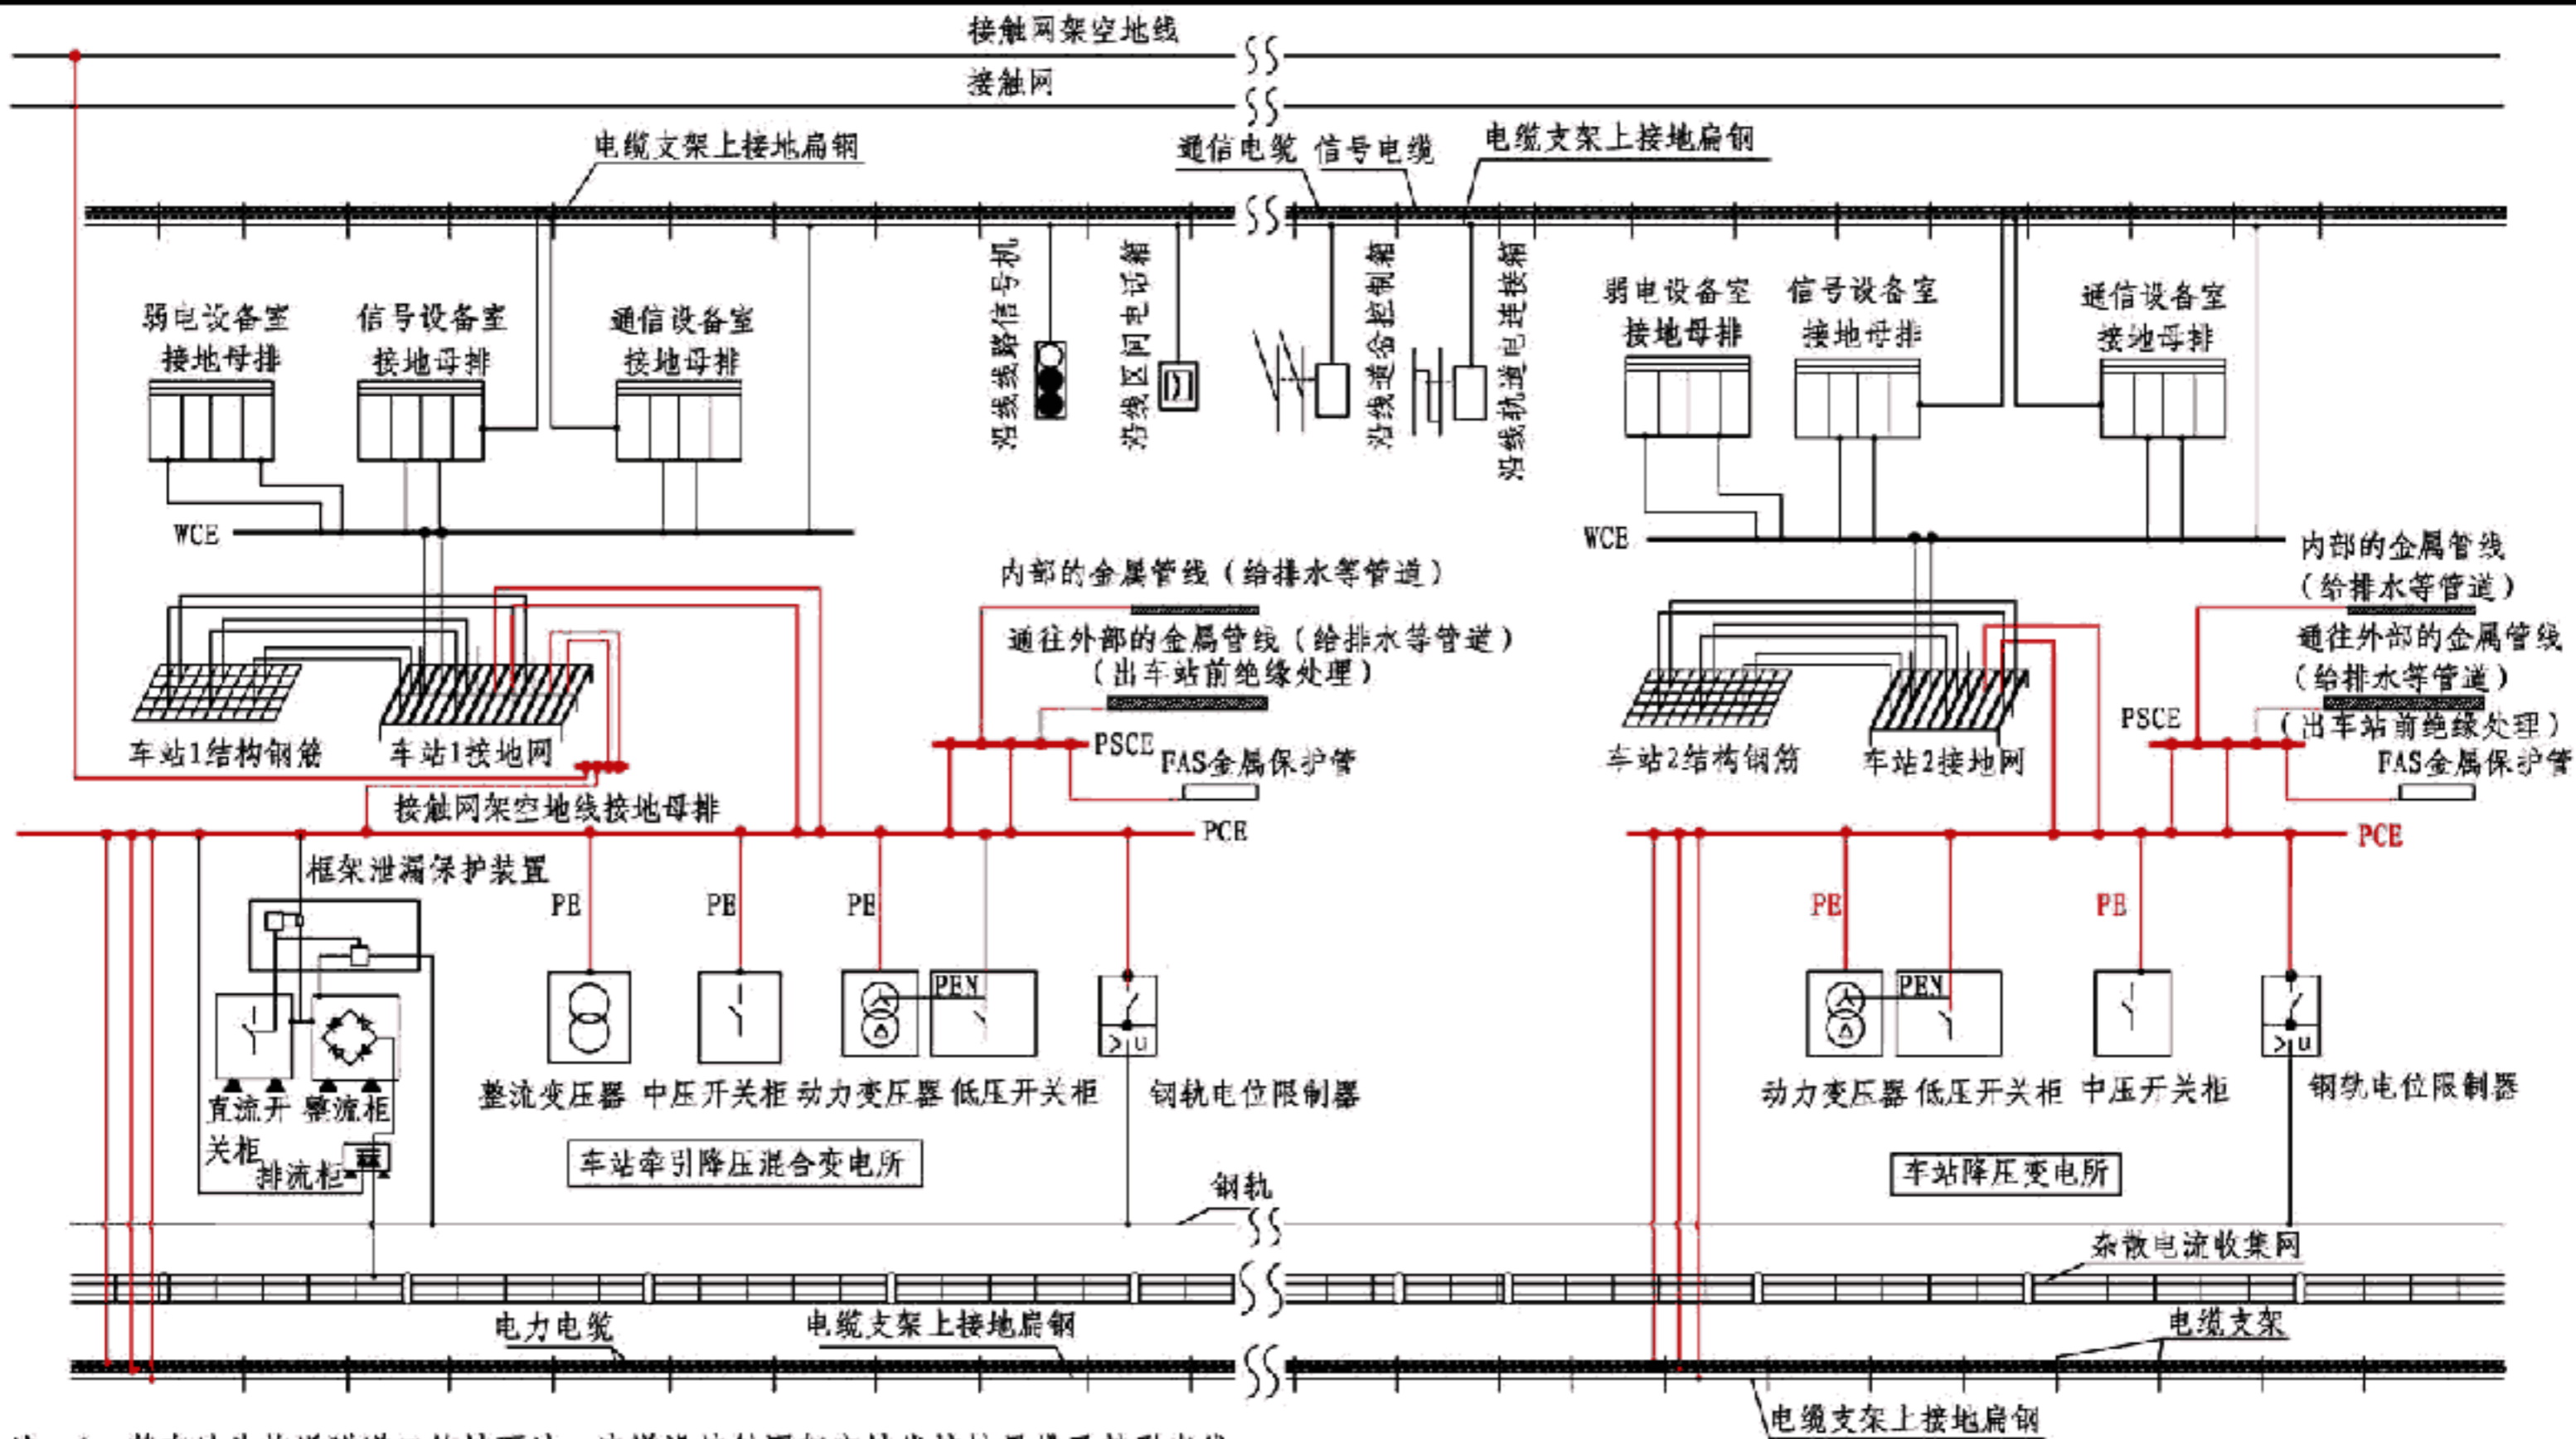 接触网架空地线
接触网
电缆支架上接地扁钢
通信电缆
信号电缆
电缆支架上接地扁钢
弱电设备室
接地母排
信号设备室
接地母排
通信设备室
接地母排
沿线线路信号机
沿线区间电话箱
沿线道岔控制箱
沿线轨道电连接箱
弱电设备室
接地母排
信号设备室
接地母排
通信设备室
接地母排
WCE
WCE
内部的金属管线(给排水等管道)
通往外部的金属管线(给排水等管道)
(出车站前绝缘处理)
内部的金属管线
(给排水等管道)
通往外部的金属管线
(给排水等管道)
(出车站前绝缘处理)
车站1结构钢筋
车站1接地网
PSCE
FAS金属保护管
车站2结构钢筋
车站2接地网
PSCE
FAS金属保护管
接触网架空地线接地母排
PCE
PCE
框架泄漏保护装置
PE
PE
PE
PE
PE
PEN
>u
PEN
>u
直流开
关柜
整流柜
排流柜
整流变压器
中压开关柜
动力变压器
低压开关柜
钢轨电位限制器
动力变压器
低压开关柜
中压开关柜
钢轨电位限制器
车站牵引降压混合变电所
车站降压变电所
钢轨
杂散电流收集网
电力电缆
电缆支架上接地扁钢
电缆支架
电缆支架上接地扁钢